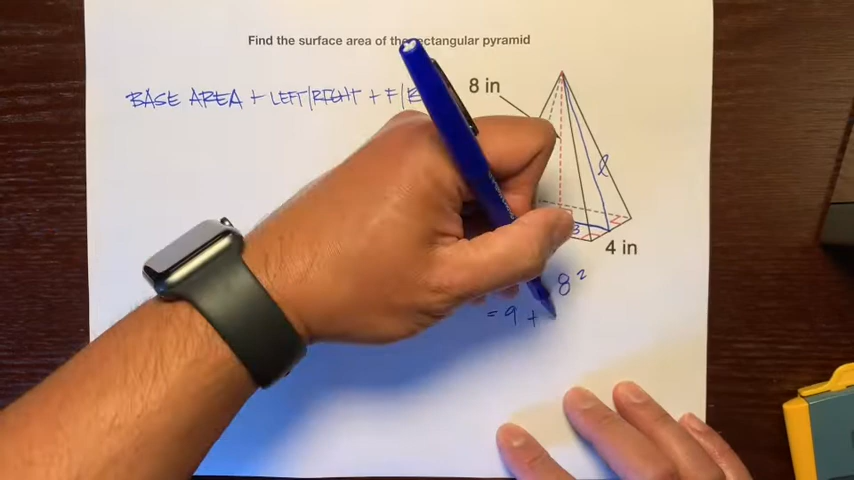 Find the surface area of the rectangular pyramid
8 in
BASE AREA + LEFT/RIGHT + F/
ℓ
3
4 in
8²
= 9 +